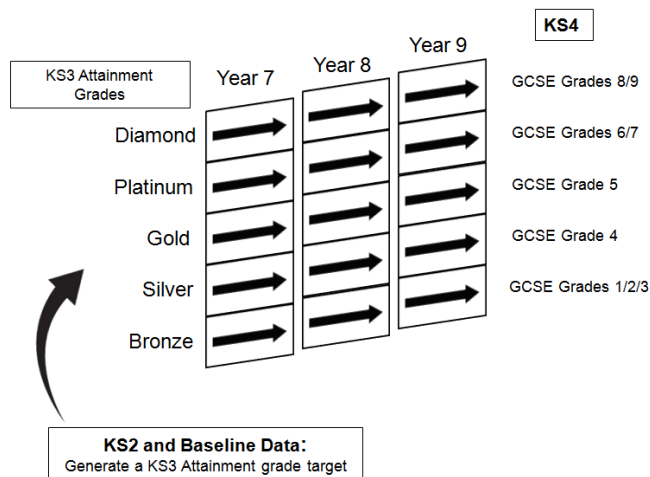 KS4
Year 9
Year 8
Year 7
KS3 Attainment
Grades
GCSE Grades 8/9
Diamond
GCSE Grades 6/7
Platinum
GCSE Grade 5
Gold
GCSE Grade 4
Silver
GCSE Grades 1/2/3
Bronze
KS2 and Baseline Data:
Generate a KS3 Attainment grade target